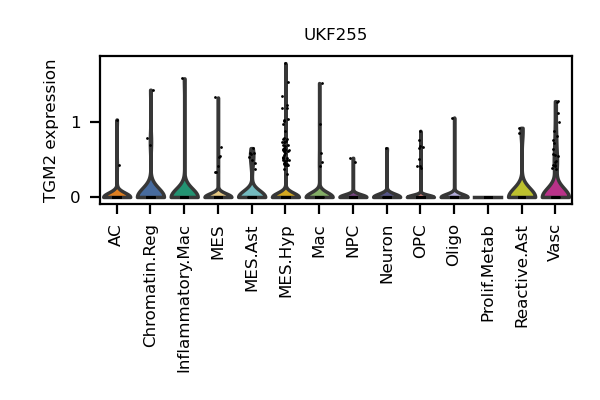 UKF255
TGM2 expression
1
0
AC
Chromatin.Reg
Inflammatory.Mac
MES
MES.Ast
MES.Hyp
Mac
NPC
Neuron
OPC
Oligo
Prolif.Metab
Reactive.Ast
Vasc